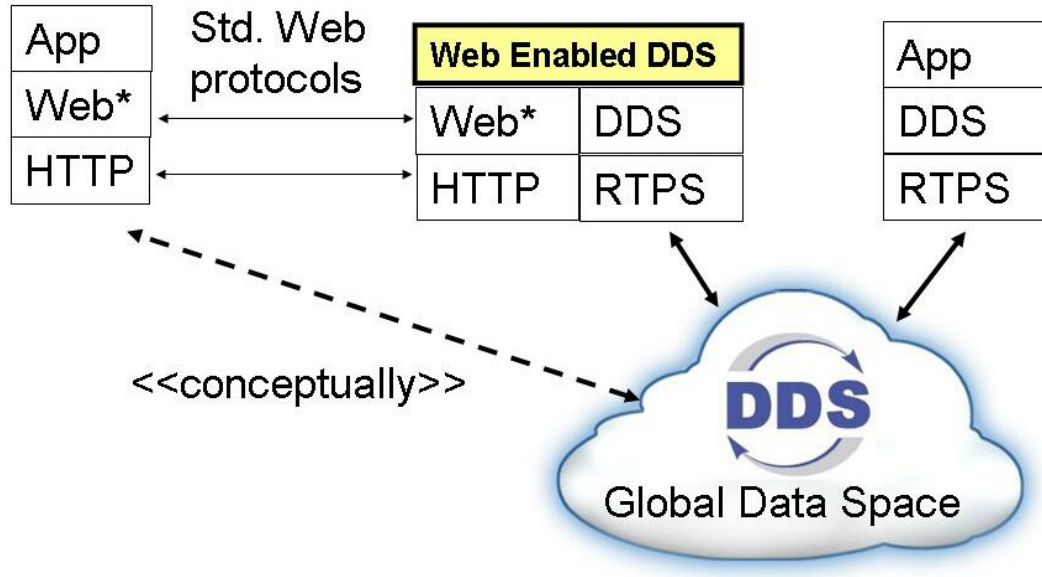 App
Web*
HTTP
Std. Web
protocols
Web Enabled DDS
Web*
DDS
HTTP
RTPS
App
DDS
RTPS
<<conceptually>>
DDS
Global Data Space